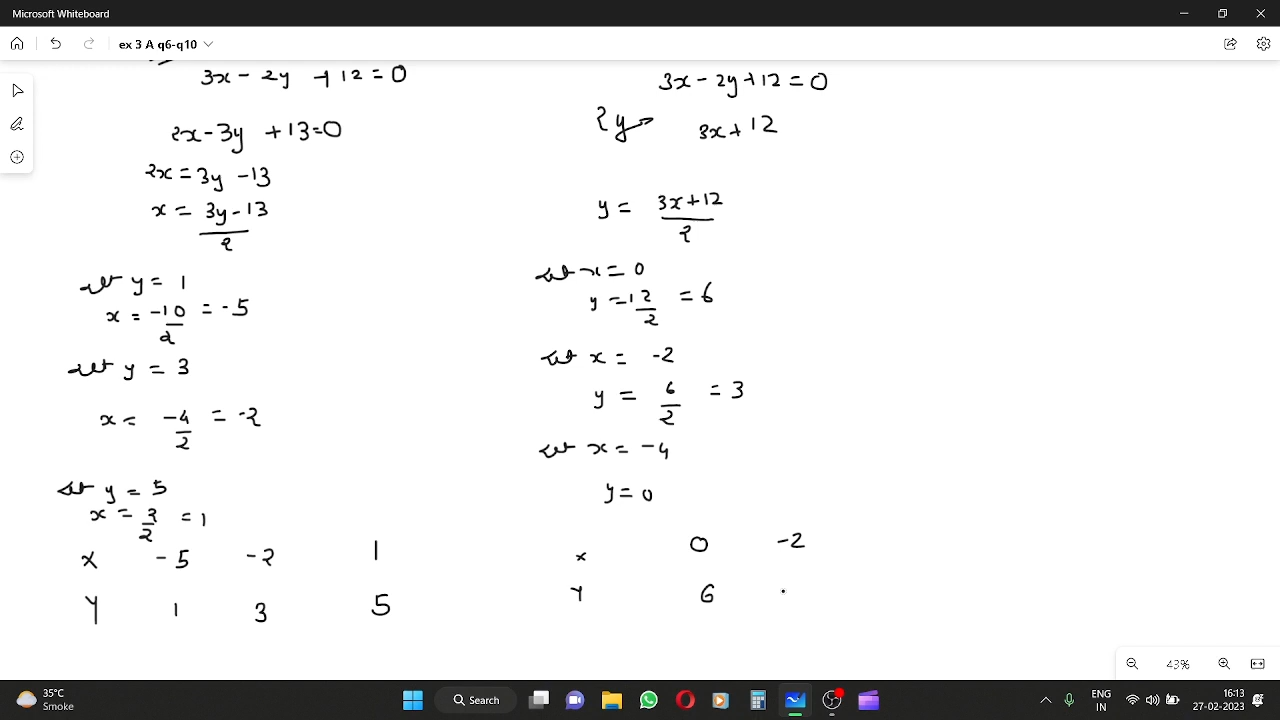 Microsoft Whiteboard
ex 3 A q6-q10
3x - 2y + 12 = 0
2x - 3y + 13 = 0
2x = 3y - 13
x = 3y - 13
2
let y = 1
x = -10 = -5
2
let y = 3
x = -4 = -2
2
let y = 5
x = 2 = 1
2
X -5 -2 1
Y 1 3 5
3x - 2y + 12 = 0
2y = 3x + 12
y = 3x + 12
2
let x = 0
y = 12 = 6
2
let x = -2
y = 6 = 3
2
let x = -4
y = 0
x 0 -2
Y 6
43%
35°C
Smoke
Search
ENG
IN
16:13
27-02-2023